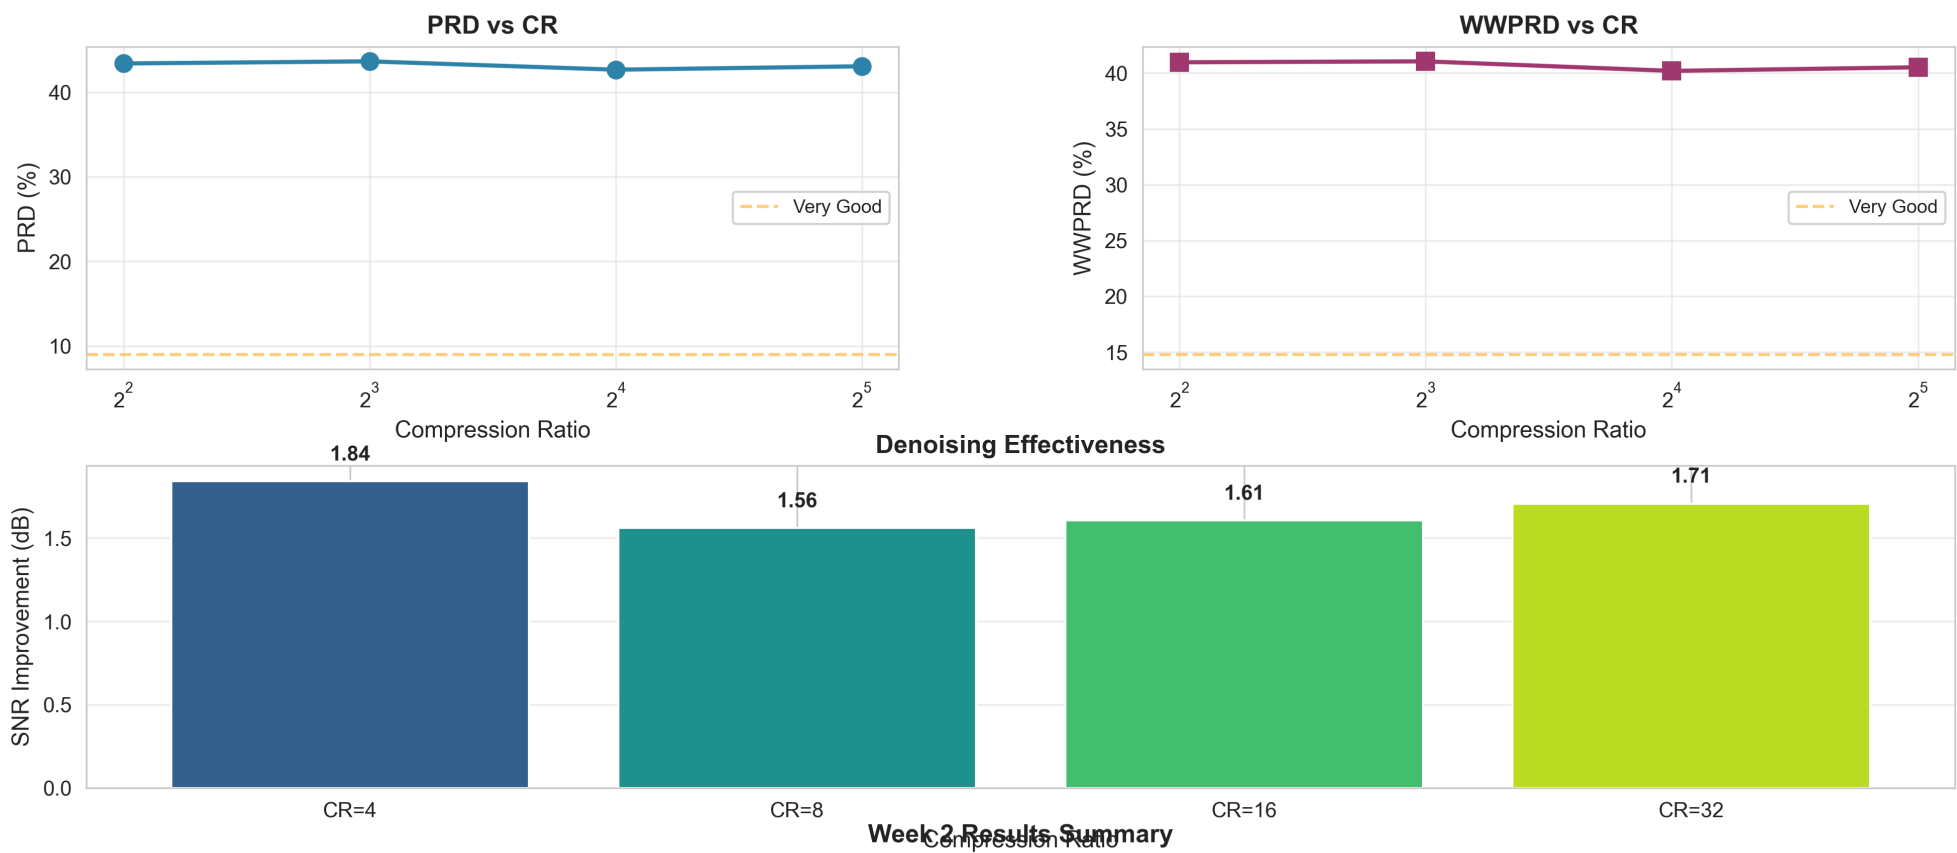 PRD vs CR
PRD (%)
40
30
20
10
Very Good
2^2 2^3 2^4 2^5
Compression Ratio
WWPRD vs CR
WWPRD (%)
40
35
30
25
20
15
Very Good
2^2 2^3 2^4 2^5
Compression Ratio
Denoising Effectiveness
SNR Improvement (dB)
1.5
1.0
0.5
0.0
1.84
1.56
1.61
1.71
CR=4 CR=8 CR=16 CR=32
Compression Ratio
Week 2 Results Summary